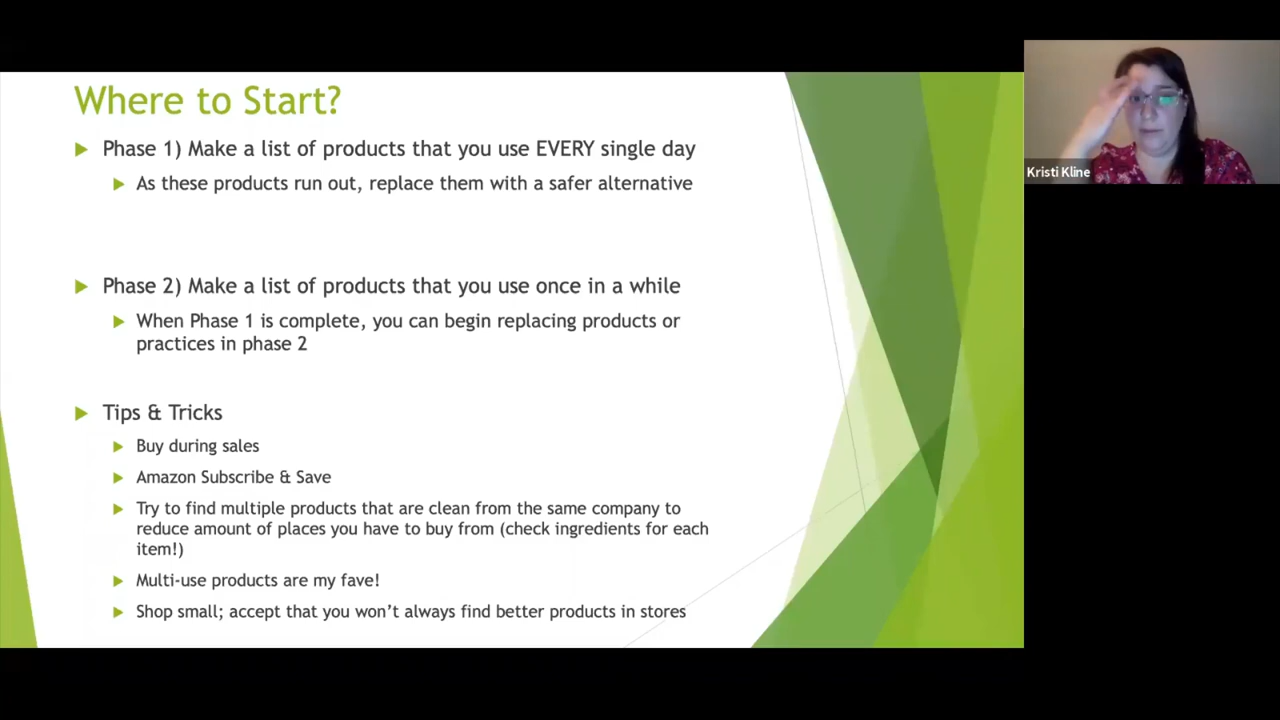 Where to Start?
Phase 1) Make a list of products that you use EVERY single day
As these products run out, replace them with a safer alternative
Phase 2) Make a list of products that you use once in a while
When Phase 1 is complete, you can begin replacing products or
practices in phase 2
Tips & Tricks
Buy during sales
Amazon Subscribe & Save
Try to find multiple products that are clean from the same company to
reduce amount of places you have to buy from (check ingredients for each
item!)
Multi-use products are my fave!
Shop small; accept that you won’t always find better products in stores
Kristi Kline